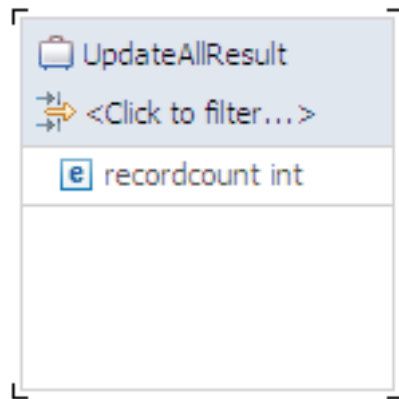 UpdateAllResult
<Click to filter...>
e recordcount int